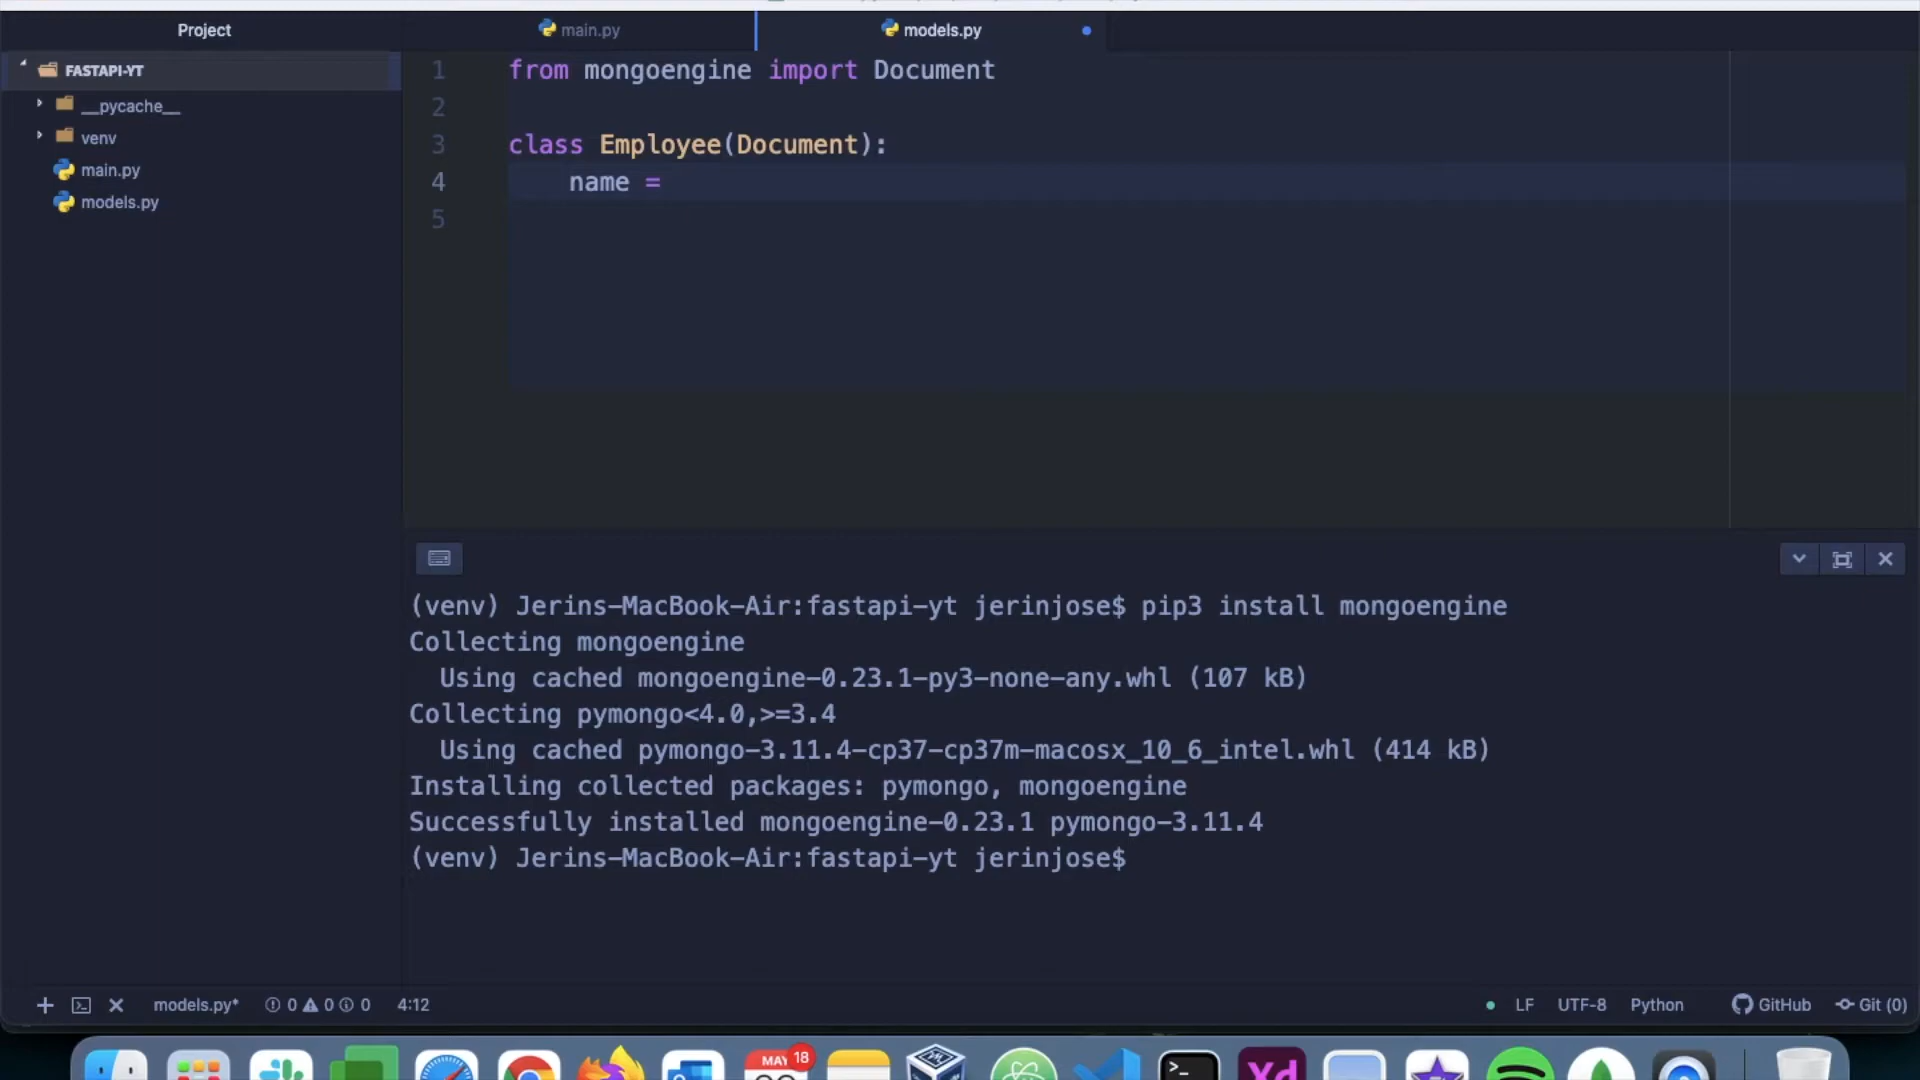 Project
main.py
models.py
FASTAPI-YT
__pycache__
venv
main.py
models.py
1 from mongoengine import Document
2
3 class Employee(Document):
4 name =
5
(venv) Jerins-MacBook-Air:fastapi-yt jerinjose$ pip3 install mongoengine
Collecting mongoengine
Using cached mongoengine-0.23.1-py3-none-any.whl (107 kB)
Collecting pymongo<4.0,>=3.4
Using cached pymongo-3.11.4-cp37-cp37m-macosx_10_6_intel.whl (414 kB)
Installing collected packages: pymongo, mongoengine
Successfully installed mongoengine-0.23.1 pymongo-3.11.4
(venv) Jerins-MacBook-Air:fastapi-yt jerinjose$
models.py* 0 0 0 4:12 LF UTF-8 Python GitHub Git (0)
MAY 18
Xd